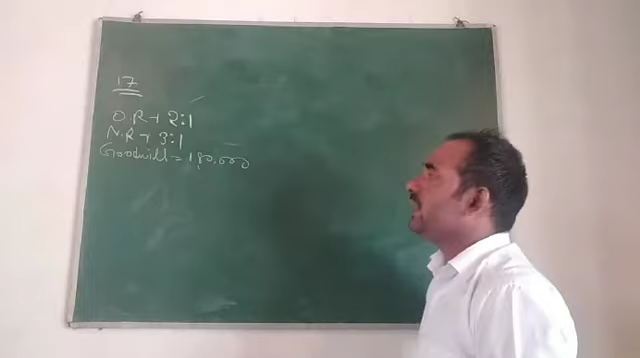 17
O.R → 2:1
N.R → 3:1
Goodwill = 1,80,000